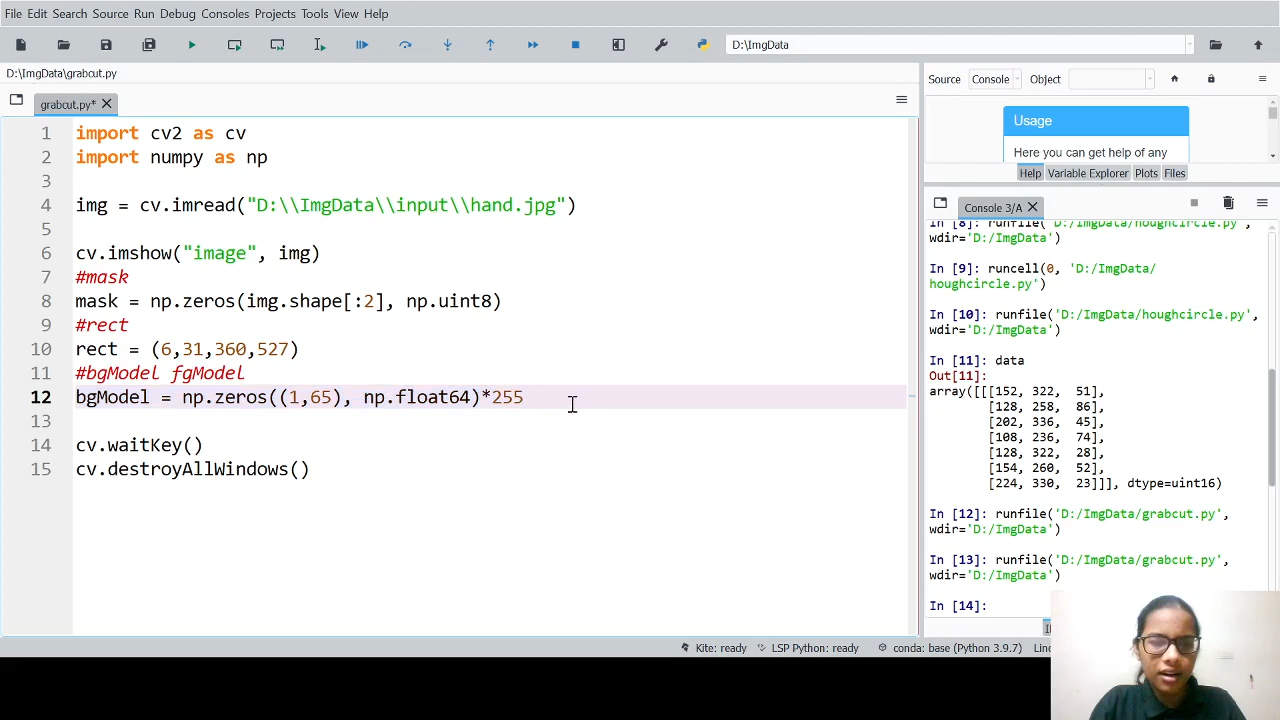 File Edit Search Source Run Debug Consoles Projects Tools View Help
D:\ImgData
D:\ImgData\grabcut.py
grabcut.py*
1 import cv2 as cv
2 import numpy as np
3
4 img = cv.imread("D:\\ImgData\\input\\hand.jpg")
5
6 cv.imshow("image", img)
7 #mask
8 mask = np.zeros(img.shape[:2], np.uint8)
9 #rect
10 rect = (6,31,360,527)
11 #bgModel fgModel
12 bgModel = np.zeros((1,65), np.float64)*255
13
14 cv.waitKey()
15 cv.destroyAllWindows()
Source Console Object
Usage
Here you can get help of any
Help Variable Explorer Plots Files
Console 3/A
In [8]: runfile('D:/ImgData/houghcircle.py',
wdir='D:/ImgData')
In [9]: runcell(0, 'D:/ImgData/
houghcircle.py')
In [10]: runfile('D:/ImgData/houghcircle.py',
wdir='D:/ImgData')
In [11]: data
Out[11]:
array([[[152, 322, 51],
[128, 258, 86],
[202, 336, 45],
[108, 236, 74],
[128, 322, 28],
[154, 260, 52],
[224, 330, 23]]], dtype=uint16)
In [12]: runfile('D:/ImgData/grabcut.py',
wdir='D:/ImgData')
In [13]: runfile('D:/ImgData/grabcut.py',
wdir='D:/ImgData')
In [14]:
Kite: ready LSP Python: ready conda: base (Python 3.9.7)